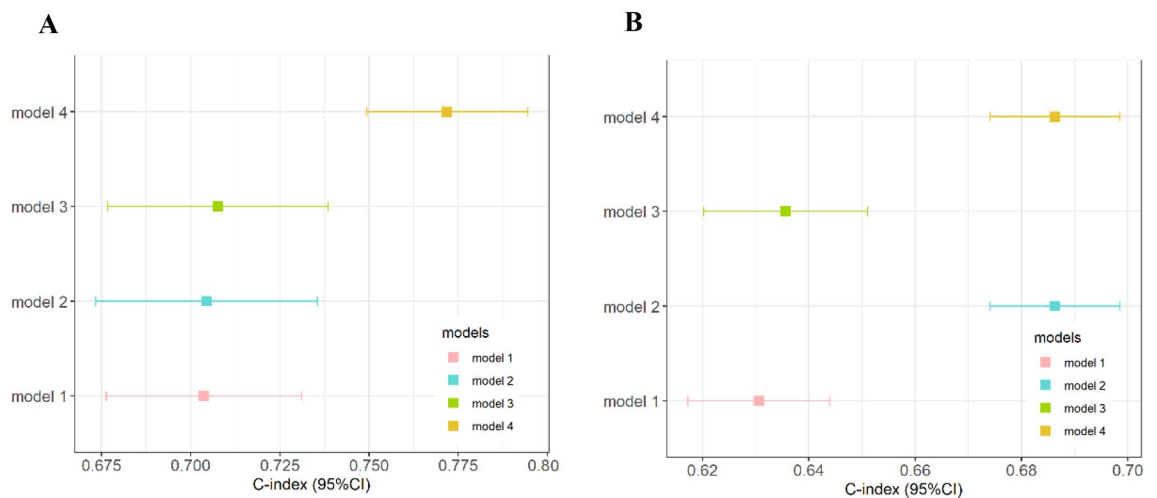 A
model 4
model 3
model 2
model 1
models
model 1
model 2
model 3
model 4
0.675 0.700 0.725 0.750 0.775 0.80
C-index (95%CI)
B
model 4
model 3
model 2
model 1
models
model 1
model 2
model 3
model 4
0.62 0.64 0.66 0.68 0.70
C-index (95%CI)